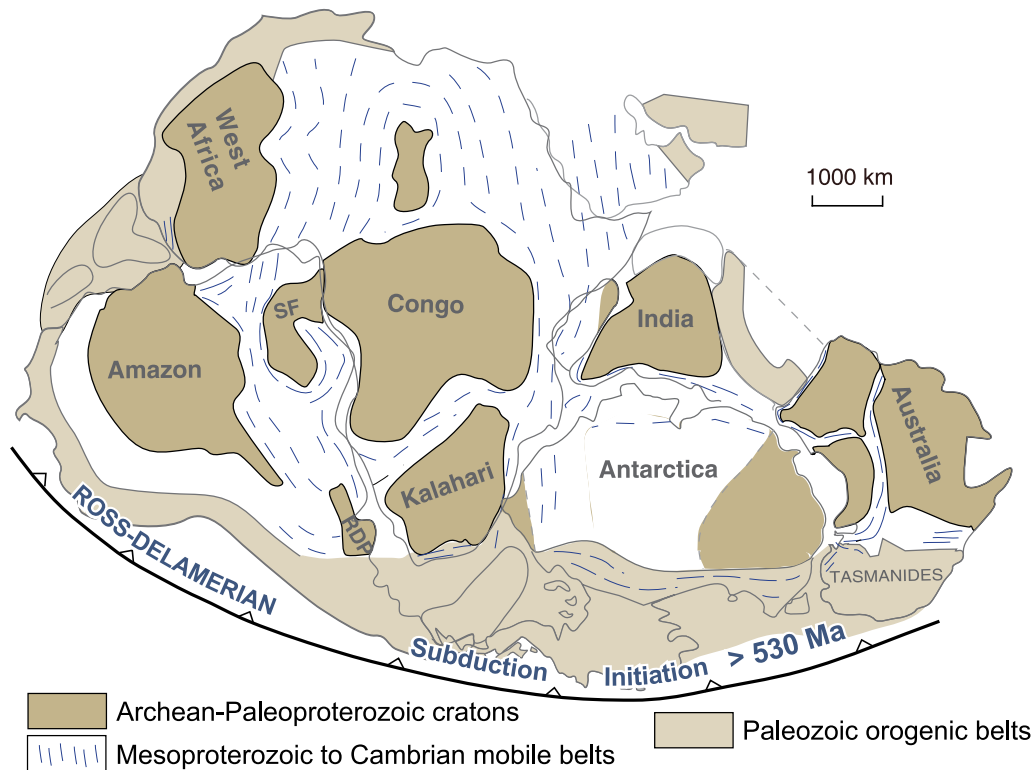 West
Africa
1000 km
SF
Congo
India
Amazon
Australia
Antarctica
Kalahari
RDP
TASMANIDES
ROSS-DELAMERIAN
Subduction Initiation > 530 Ma
Archean-Paleoproterozoic cratons
Mesoproterozoic to Cambrian mobile belts
Paleozoic orogenic belts